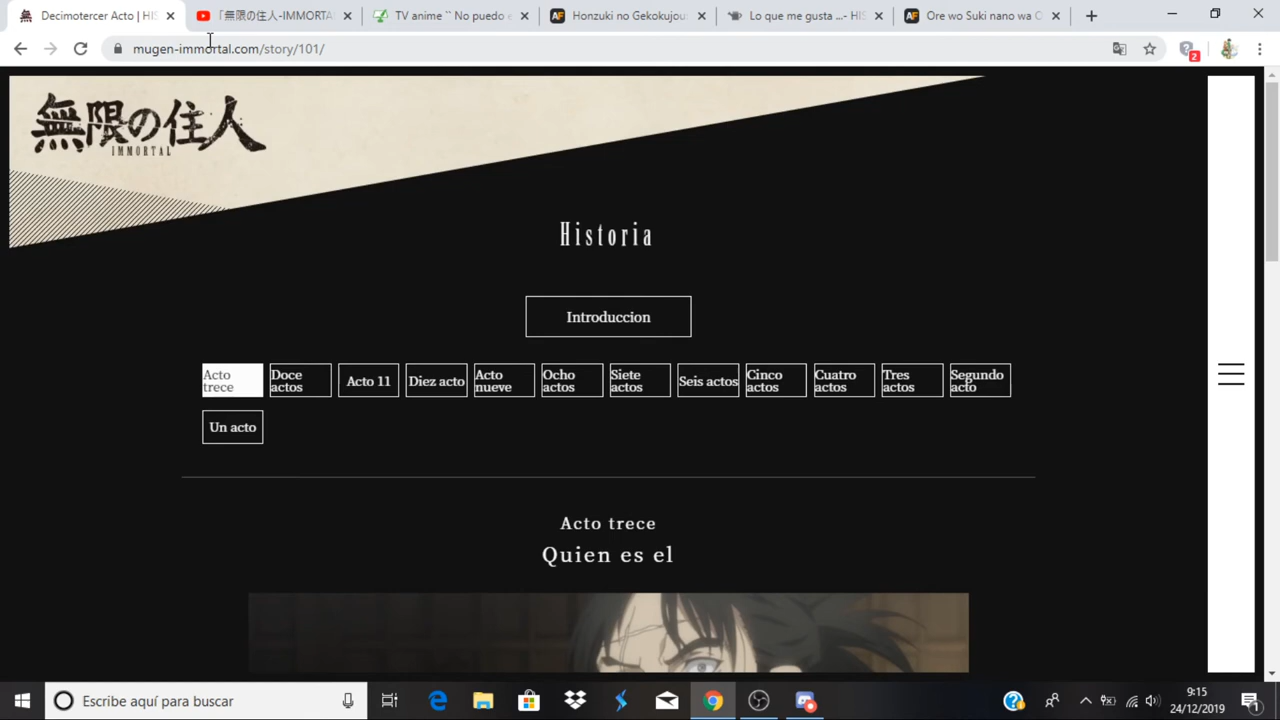 Decimotercer Acto | HIS
「無限の住人-IMMORTA
TV anime `` No puedo e
Honzuki no Gekokujou
Lo que me gusta ...- HIS
Ore wo Suki nano wa O
mugen-immortal.com/story/101/
2
無限の住人
IMMORTAL
Historia
Introduccion
Acto trece
Doce actos
Acto 11
Diez acto
Acto nueve
Ocho actos
Siete actos
Seis actos
Cinco actos
Cuatro actos
Tres actos
Segundo acto
Un acto
Acto trece
Quien es el
Escribe aquí para buscar
9:15
24/12/2019
1